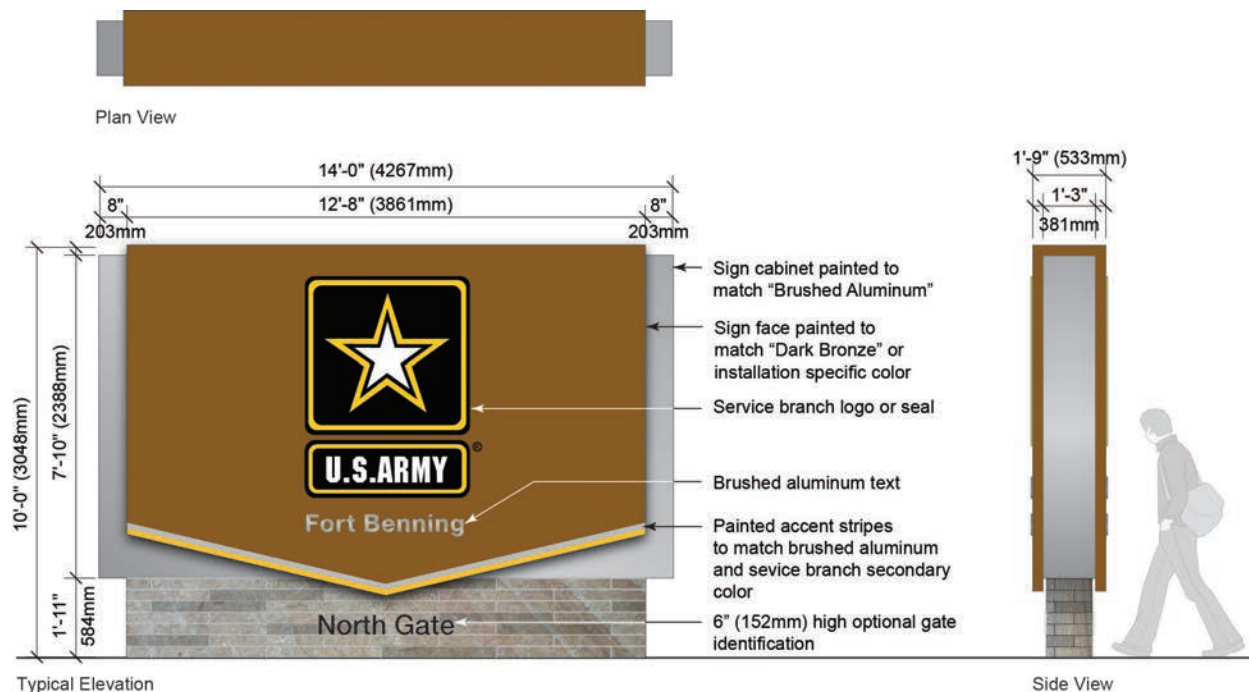 Plan View
14'-0" (4267mm)
8"
12'-8" (3861mm)
8"
203mm
203mm
10'-0" (3048mm)
7'-10" (2388mm)
1'-11"
584mm
U.S.ARMY
®
Fort Benning
North Gate
Typical Elevation
Sign cabinet painted to
match “Brushed Aluminum”
Sign face painted to
match “Dark Bronze” or
installation specific color
Service branch logo or seal
Brushed aluminum text
Painted accent stripes
to match brushed aluminum
and sevice branch secondary
color
6” (152mm) high optional gate
identification
1'-9" (533mm)
1'-3"
381mm
Side View